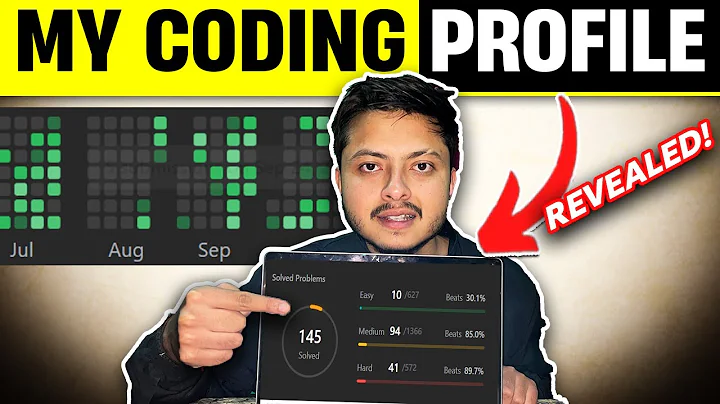 MY CODING PROFILE
REVEALED!
Jul Aug Sep
Solved Problems
145
Solved
Easy 10 /627 Beats 30.1%
Medium 94 /1366 Beats 85.0%
Hard 41 /572 Beats 89.7%